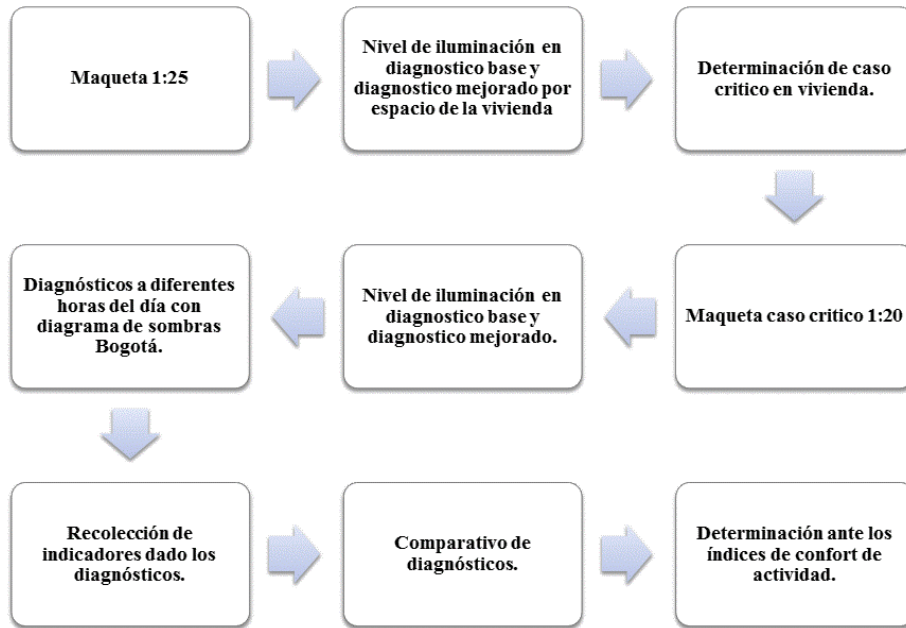 Maqueta 1:25
Nivel de iluminación en
diagnostico base y
diagnostico mejorado por
espacio de la vivienda
Determinación de caso
critico en vivienda.
Maqueta caso critico 1:20
Nivel de iluminación en
diagnostico base y
diagnostico mejorado.
Diagnósticos a diferentes
horas del día con
diagrama de sombras
Bogotá.
Recolección de
indicadores dado los
diagnósticos.
Comparativo de
diagnósticos.
Determinación ante los
índices de confort de
actividad.